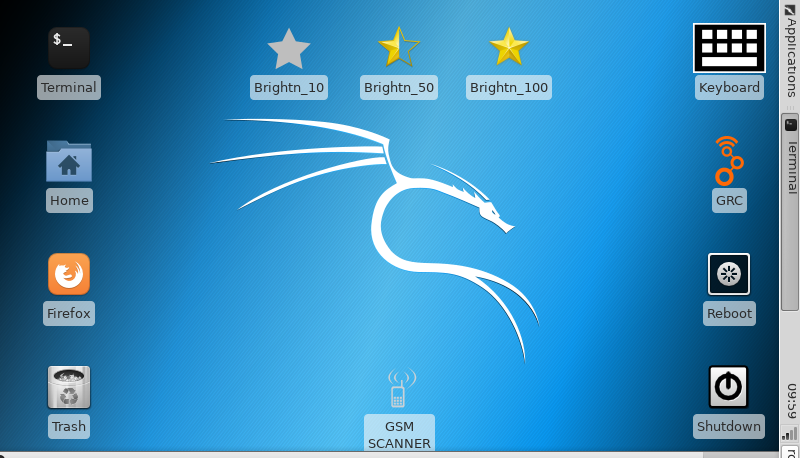 $_
Terminal
Brightn_10
Brightn_50
Brightn_100
Keyboard
Home
GRC
Firefox
Reboot
Trash
GSM
SCANNER
Shutdown
Applications
Terminal
09:59